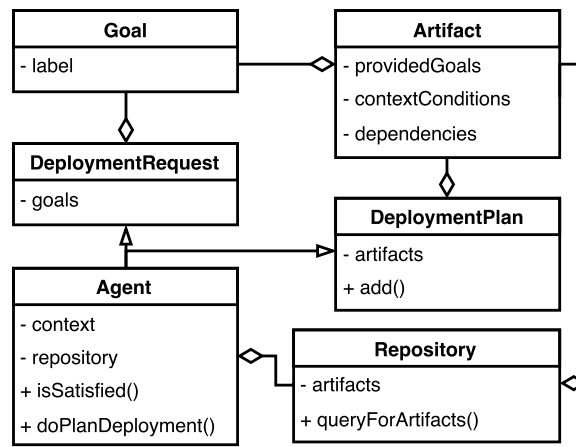 Goal
- label
Artifact
- providedGoals
- contextConditions
- dependencies
DeploymentRequest
- goals
DeploymentPlan
- artifacts
+ add()
Agent
- context
- repository
+ isSatisfied()
+ doPlanDeployment()
Repository
- artifacts
+ queryForArtifacts()